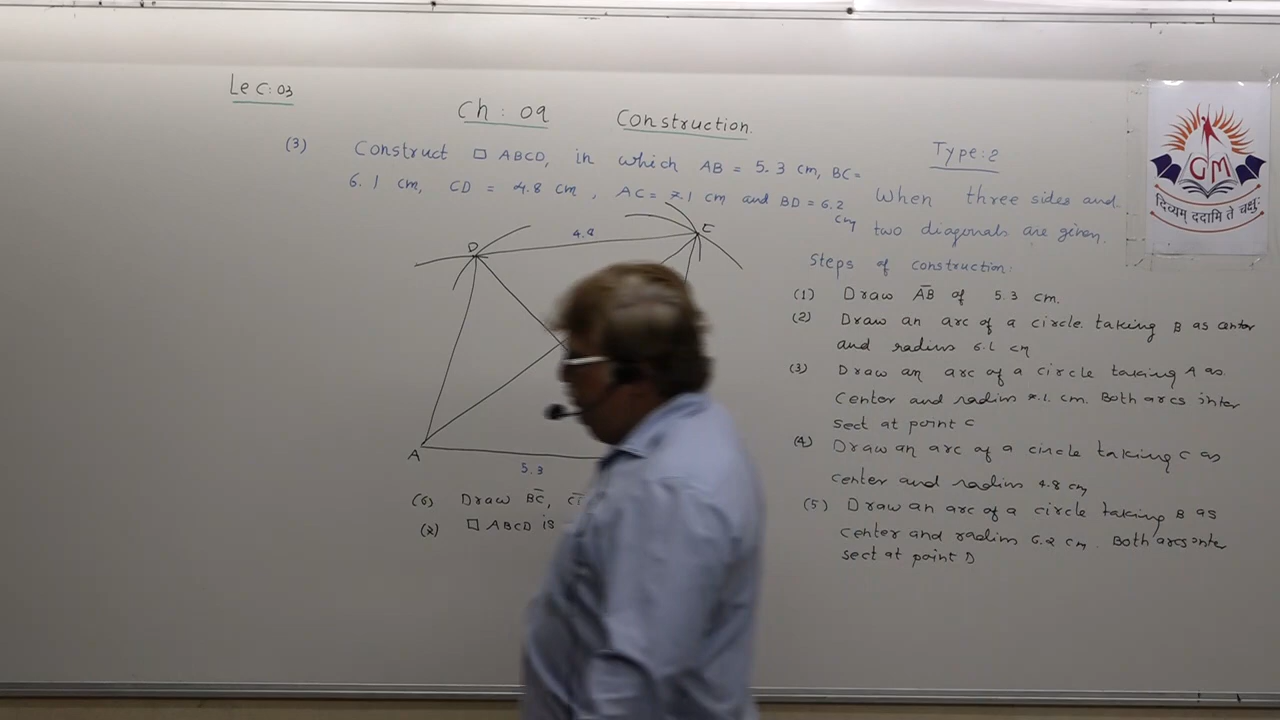 Lec:03
Ch : 09 Construction.
(3) Construct □ ABCD, in which AB = 5.3 cm, BC =
6.1 cm, CD = 4.8 cm, AC = 7.1 cm and BD = 6.2 cm
Type:2
When three sides and
two diagonals are given.
Steps of construction:
(1) Draw A̅B̅ of 5.3 cm.
(2) Draw an arc of a circle taking B as center
and radius 6.1 cm
(3) Draw an arc of a circle taking A as
center and radius 7.1 cm. Both arcs inter
sect at point C
(4) Draw an arc of a circle taking C as
center and radius 4.8 cm
(5) Draw an arc of a circle taking B as
center and radius 6.2 cm. Both arcs inter
sect at point D
D
4.8
C
A
5.3
(6) Draw B̅C̅,
(7) □ ABCD is
GM
दिव्यम् ददामि ते चक्षुः